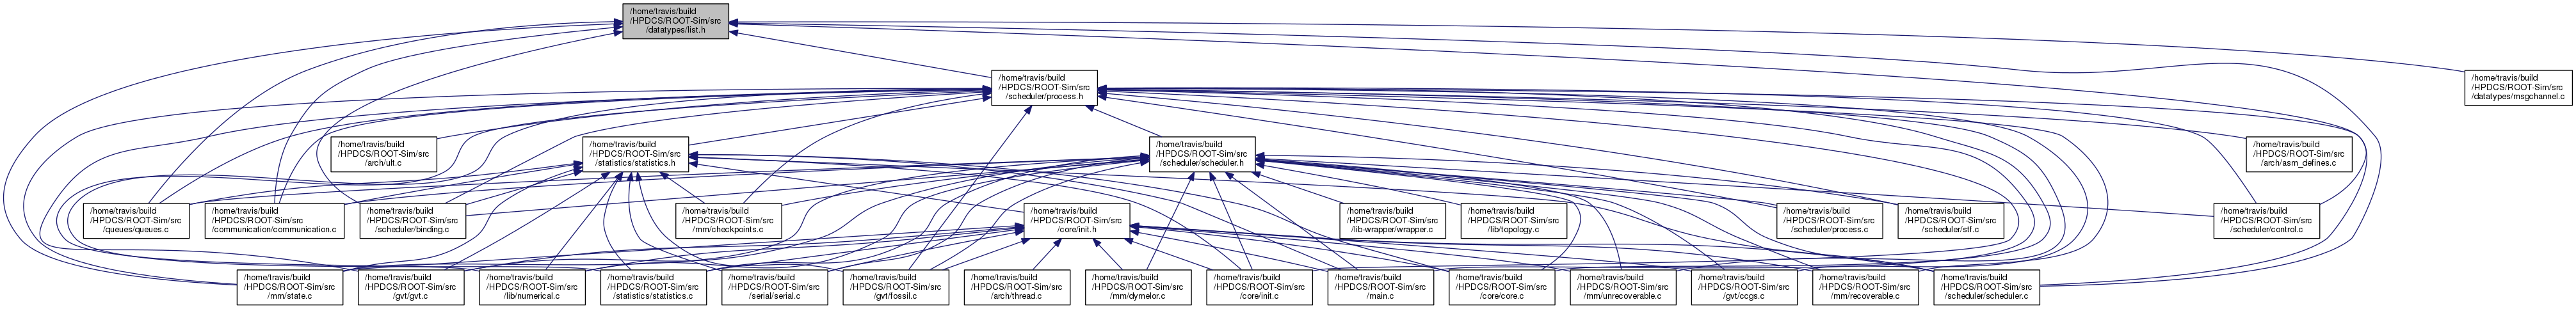 /home/travis/build
/HPDCS/ROOT-Sim/src
/datatypes/list.h
/home/travis/build
/HPDCS/ROOT-Sim/src
/scheduler/process.h
/home/travis/build
/HPDCS/ROOT-Sim/src
/datatypes/msgchannel.c
/home/travis/build
/HPDCS/ROOT-Sim/src
/arch/ult.c
/home/travis/build
/HPDCS/ROOT-Sim/src
/statistics/statistics.h
/home/travis/build
/HPDCS/ROOT-Sim/src
/scheduler/scheduler.h
/home/travis/build
/HPDCS/ROOT-Sim/src
/arch/asm_defines.c
/home/travis/build
/HPDCS/ROOT-Sim/src
/queues/queues.c
/home/travis/build
/HPDCS/ROOT-Sim/src
/communication/communication.c
/home/travis/build
/HPDCS/ROOT-Sim/src
/scheduler/binding.c
/home/travis/build
/HPDCS/ROOT-Sim/src
/mm/checkpoints.c
/home/travis/build
/HPDCS/ROOT-Sim/src
/core/init.h
/home/travis/build
/HPDCS/ROOT-Sim/src
/lib-wrapper/wrapper.c
/home/travis/build
/HPDCS/ROOT-Sim/src
/lib/topology.c
/home/travis/build
/HPDCS/ROOT-Sim/src
/scheduler/process.c
/home/travis/build
/HPDCS/ROOT-Sim/src
/scheduler/stf.c
/home/travis/build
/HPDCS/ROOT-Sim/src
/scheduler/control.c
/home/travis/build
/HPDCS/ROOT-Sim/src
/mm/state.c
/home/travis/build
/HPDCS/ROOT-Sim/src
/gvt/gvt.c
/home/travis/build
/HPDCS/ROOT-Sim/src
/lib/numerical.c
/home/travis/build
/HPDCS/ROOT-Sim/src
/statistics/statistics.c
/home/travis/build
/HPDCS/ROOT-Sim/src
/serial/serial.c
/home/travis/build
/HPDCS/ROOT-Sim/src
/gvt/fossil.c
/home/travis/build
/HPDCS/ROOT-Sim/src
/arch/thread.c
/home/travis/build
/HPDCS/ROOT-Sim/src
/mm/dymelor.c
/home/travis/build
/HPDCS/ROOT-Sim/src
/core/init.c
/home/travis/build
/HPDCS/ROOT-Sim/src
/main.c
/home/travis/build
/HPDCS/ROOT-Sim/src
/core/core.c
/home/travis/build
/HPDCS/ROOT-Sim/src
/mm/unrecoverable.c
/home/travis/build
/HPDCS/ROOT-Sim/src
/gvt/ccgs.c
/home/travis/build
/HPDCS/ROOT-Sim/src
/mm/recoverable.c
/home/travis/build
/HPDCS/ROOT-Sim/src
/scheduler/scheduler.c